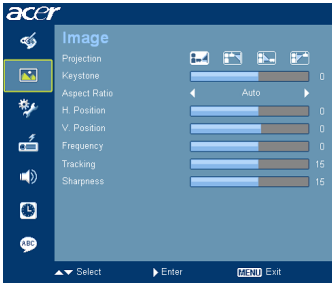 acer
Image
Projection
Keystone 0
Aspect Ratio Auto
H. Position 0
V. Position 0
Frequency 0
Tracking 15
Sharpness 15
ABC
Select Enter MENU Exit